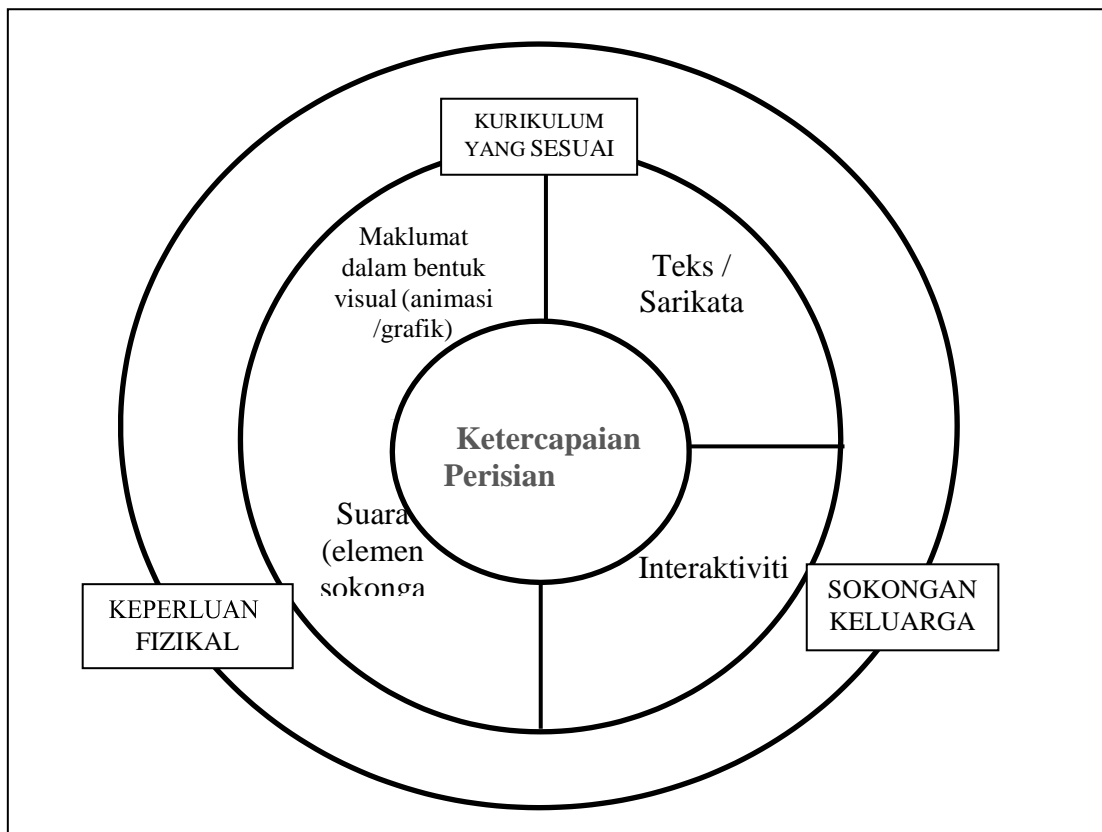 KURIKULUM
YANG SESUAI
Maklumat
dalam bentuk
visual (animasi
/grafik)
Teks /
Sarikata
Ketercapaian
Perisian
Suara
(elemen
sokonga
Interaktiviti
KEPERLUAN
FIZIKAL
SOKONGAN
KELUARGA